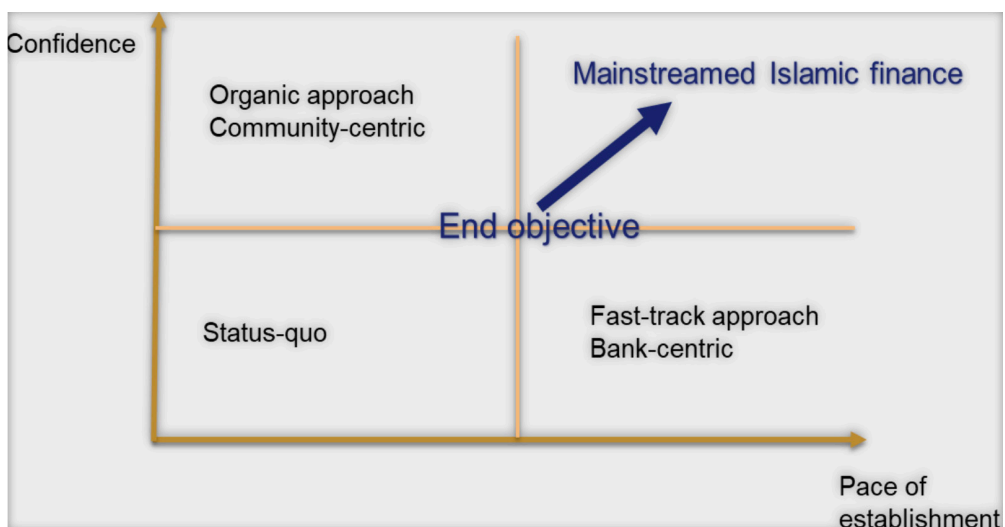 Confidence
Mainstreamed Islamic finance
Organic approach
Community-centric
End objective
Status-quo
Fast-track approach
Bank-centric
Pace of
establishment